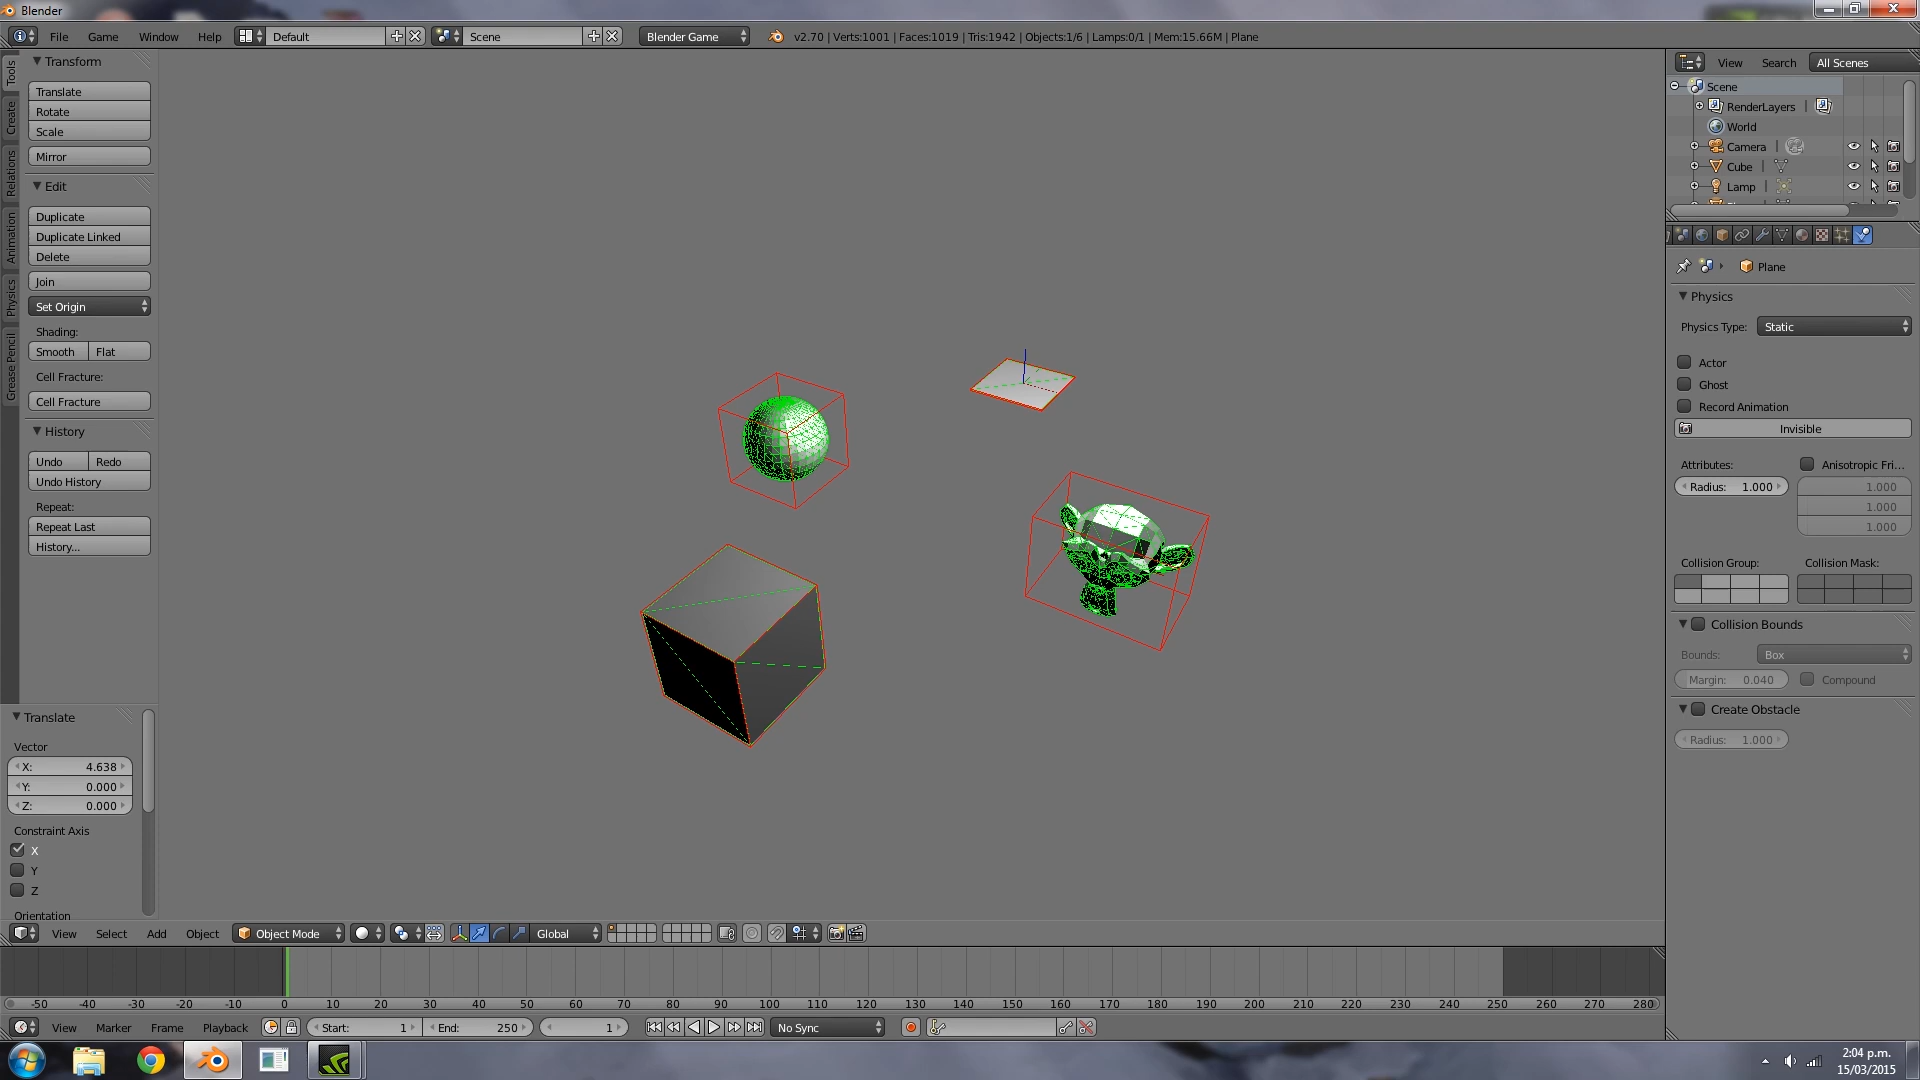 Blender
File Game Window Help Default Scene Blender Game v2.70 | Verts:1001 | Faces:1019 | Tris:1942 | Objects:1/6 | Lamps:0/1 | Mem:15.66M | Plane
Tools
Create
Relations
Animation
Physics
Grease Pencil
Transform
Translate
Rotate
Scale
Mirror
Edit
Duplicate
Duplicate Linked
Delete
Join
Set Origin
Shading:
Smooth Flat
Cell Fracture:
Cell Fracture
History
Undo Redo
Undo History
Repeat:
Repeat Last
History...
Translate
Vector
X: 4.638
Y: 0.000
Z: 0.000
Constraint Axis
X
Y
Z
Orientation
View Search All Scenes
Scene
RenderLayers |
World
Camera |
Cube |
Lamp |
Plane
Physics
Physics Type: Static
Actor
Ghost
Record Animation
Invisible
Attributes: Anisotropic Fri...
Radius: 1.000 1.000
1.000
1.000
Collision Group: Collision Mask:
Collision Bounds
Bounds: Box
Margin: 0.040 Compound
Create Obstacle
Radius: 1.000
View Select Add Object Object Mode Global
-50 -40 -30 -20 -10 0 10 20 30 40 50 60 70 80 90 100 110 120 130 140 150 160 170 180 190 200 210 220 230 240 250 260 270 280
View Marker Frame Playback Start: 1 End: 250 1 No Sync
2:04 p.m.
15/03/2015